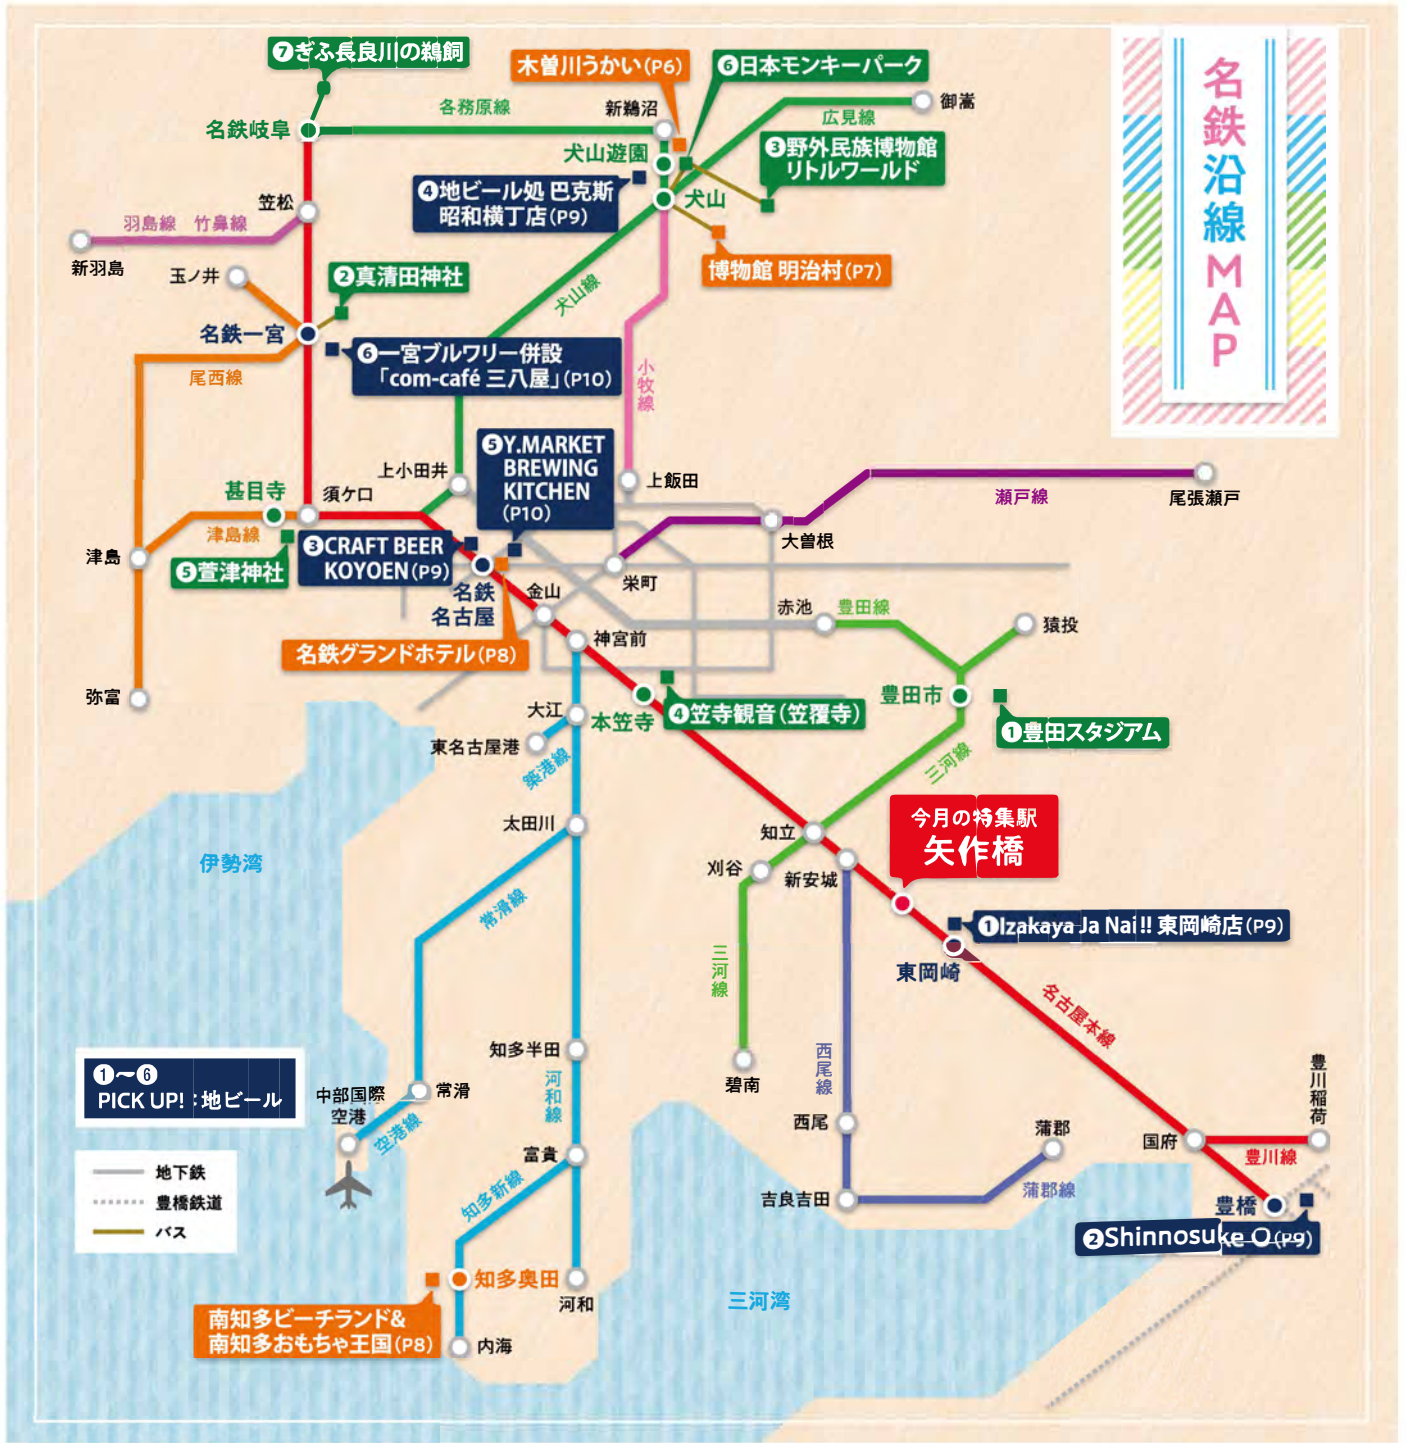 名鉄沿線MAP
❼ぎふ長良川の鵜飼
木曽川うかい(P6)
❻日本モンキーパーク
名鉄岐阜
各務原線
新鵜沼
広見線
御嵩
犬山遊園
❸野外民族博物館
リトルワールド
❹地ビール処 巴克斯
昭和横丁店(P9)
犬山
笠松
羽島線 竹鼻線
新羽島
博物館 明治村(P7)
玉ノ井
❷真清田神社
犬山線
名鉄一宮
❻一宮ブルワリー併設
「com-café 三八屋」(P10)
尾西線
小牧線
❺Y.MARKET
BREWING
KITCHEN
(P10)
上小田井
上飯田
瀬戸線
尾張瀬戸
甚目寺
須ケ口
津島線
大曽根
津島
❺萱津神社
❸CRAFT BEER
KOYOEN(P9)
名鉄
名古屋
金山
栄町
赤池
豊田線
猿投
名鉄グランドホテル(P8)
神宮前
弥富
大江
東名古屋港
築港線
本笠寺
❹笠寺観音(笠覆寺)
豊田市
❶豊田スタジアム
三河線
太田川
知立
今月の特集駅
矢作橋
伊勢湾
刈谷
新安城
常滑線
❶Izakaya Ja Nai!! 東岡崎店(P9)
東岡崎
三河線
名古屋本線
知多半田
西尾線
碧南
❶〜❻
PICK UP!:地ビール
中部国際
空港
常滑
空港線
河和線
豊川稲荷
西尾
蒲郡
国府
豊川線
地下鉄
豊橋鉄道
バス
富貴
知多新線
吉良吉田
蒲郡線
豊橋
❷Shinnosuke O (P9)
知多奥田
河和
三河湾
南知多ビーチランド&
南知多おもちゃ王国(P8)
内海